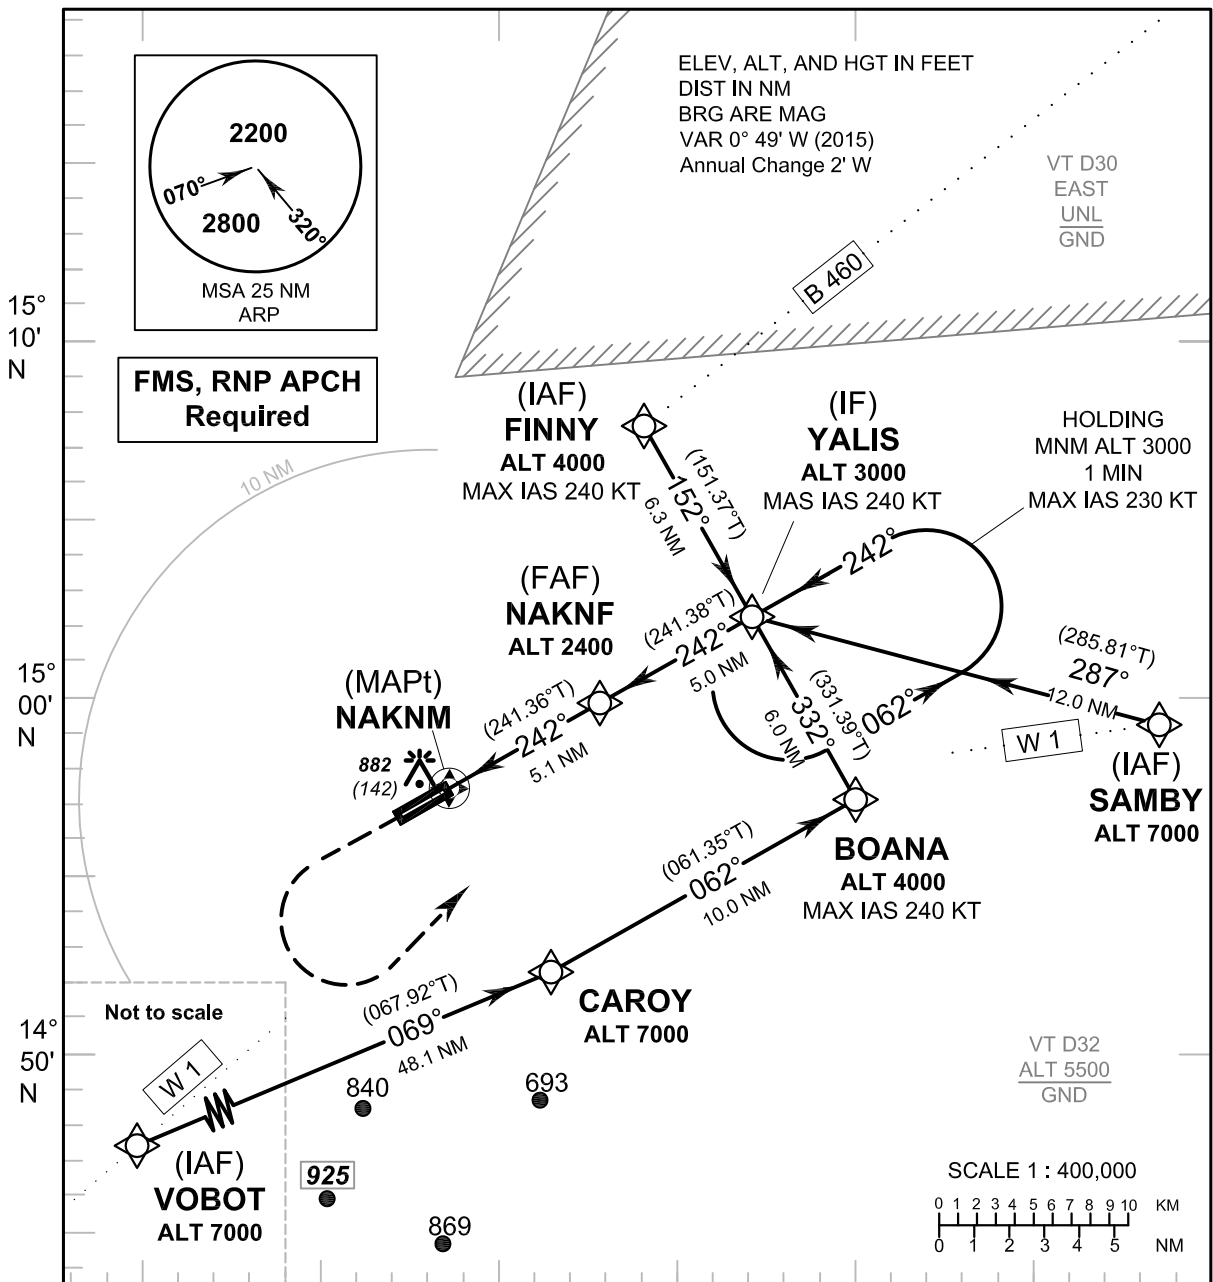 2200
070°
2800
320°
MSA 25 NM
ARP
ELEV, ALT, AND HGT IN FEET
DIST IN NM
BRG ARE MAG
VAR 0° 49' W (2015)
Annual Change 2' W
VT D30
EAST
UNL
GND
B 460
15°
10'
N
FMS, RNP APCH
Required
10 NM
(IAF)
FINNY
ALT 4000
MAX IAS 240 KT
(151.37°T)
152°
6.3 NM
(IF)
YALIS
ALT 3000
MAS IAS 240 KT
HOLDING
MNM ALT 3000
1 MIN
MAX IAS 230 KT
242°
(FAF)
NAKNF
ALT 2400
(241.38°T)
242°
5.0 NM
(285.81°T)
287°
12.0 NM
15°
00'
N
(MAPt)
NAKNM
(241.36°T)
242°
5.1 NM
882
(142)
(331.39°T)
332°
6.0 NM
062°
W 1
(IAF)
SAMBY
ALT 7000
BOANA
ALT 4000
MAX IAS 240 KT
(061.35°T)
062°
10.0 NM
CAROY
ALT 7000
(067.92°T)
069°
48.1 NM
Not to scale
W 1
14°
50'
N
(IAF)
VOBOT
ALT 7000
840
693
925
869
VT D32
ALT 5500
GND
SCALE 1 : 400,000
0 1 2 3 4 5 6 7 8 9 10 KM
0 1 2 3 4 5 NM